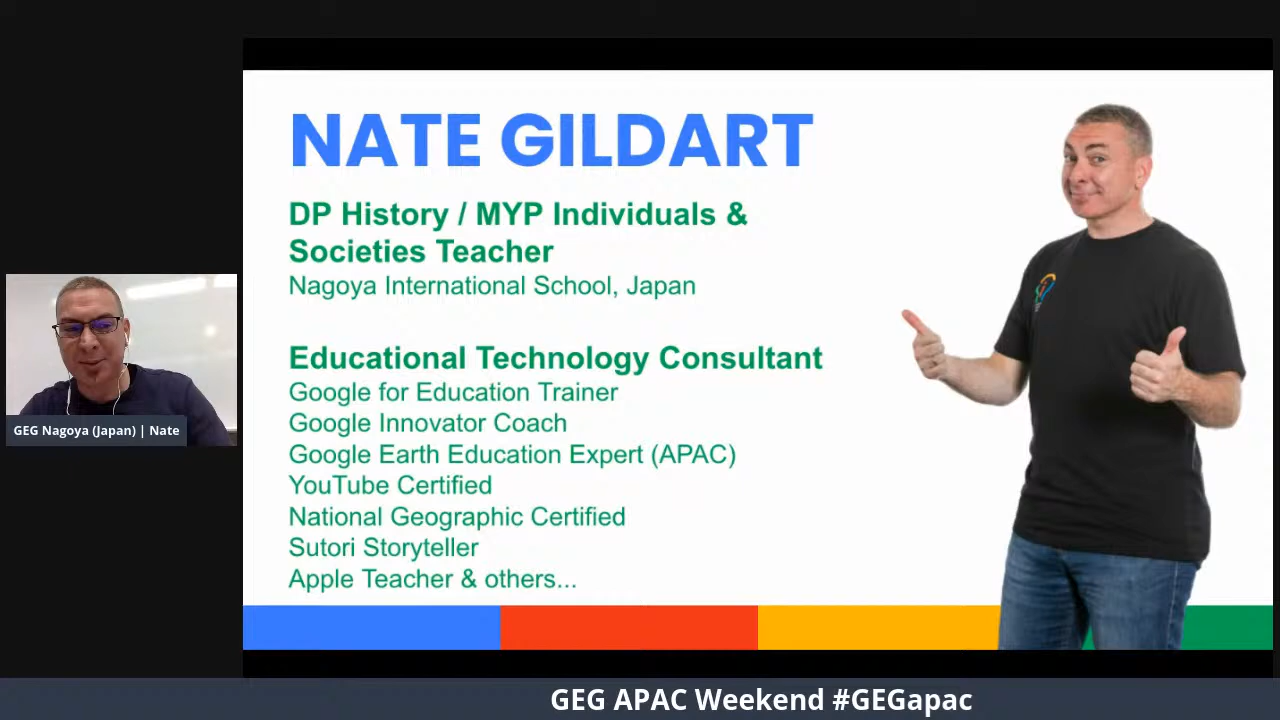 NATE GILDART
DP History / MYP Individuals &
Societies Teacher
Nagoya International School, Japan
Educational Technology Consultant
Google for Education Trainer
Google Innovator Coach
Google Earth Education Expert (APAC)
YouTube Certified
National Geographic Certified
Sutori Storyteller
Apple Teacher & others...
GEG Nagoya (Japan) | Nate
GEG APAC Weekend #GEGapac